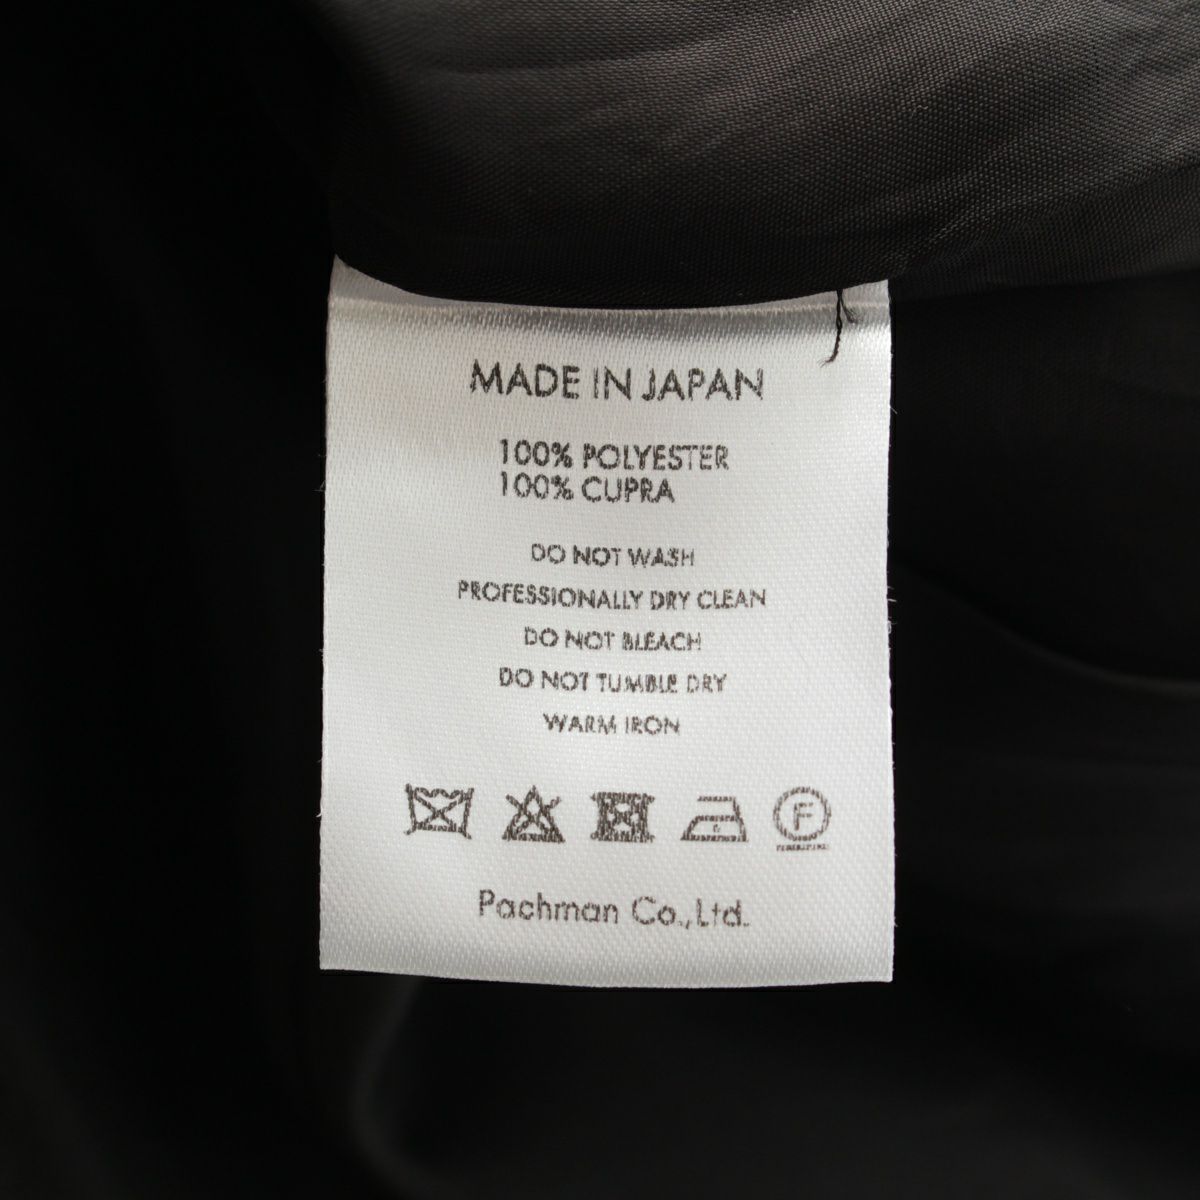 MADE IN JAPAN
100% POLYESTER
100% CUPRA
DO NOT WASH
PROFESSIONALLY DRY CLEAN
DO NOT BLEACH
DO NOT TUMBLE DRY
WARM IRON
F
Pachman Co.,Ltd.